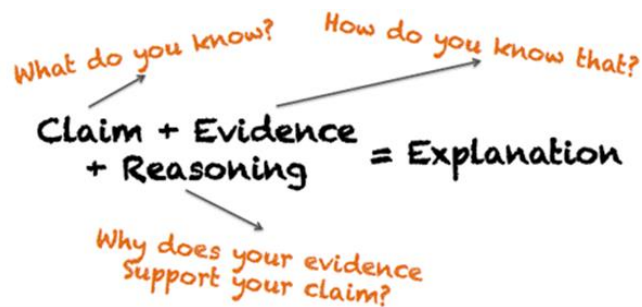 What do you know?
How do you know that?
Claim + Evidence
+ Reasoning
= Explanation
Why does your evidence
Support your claim?